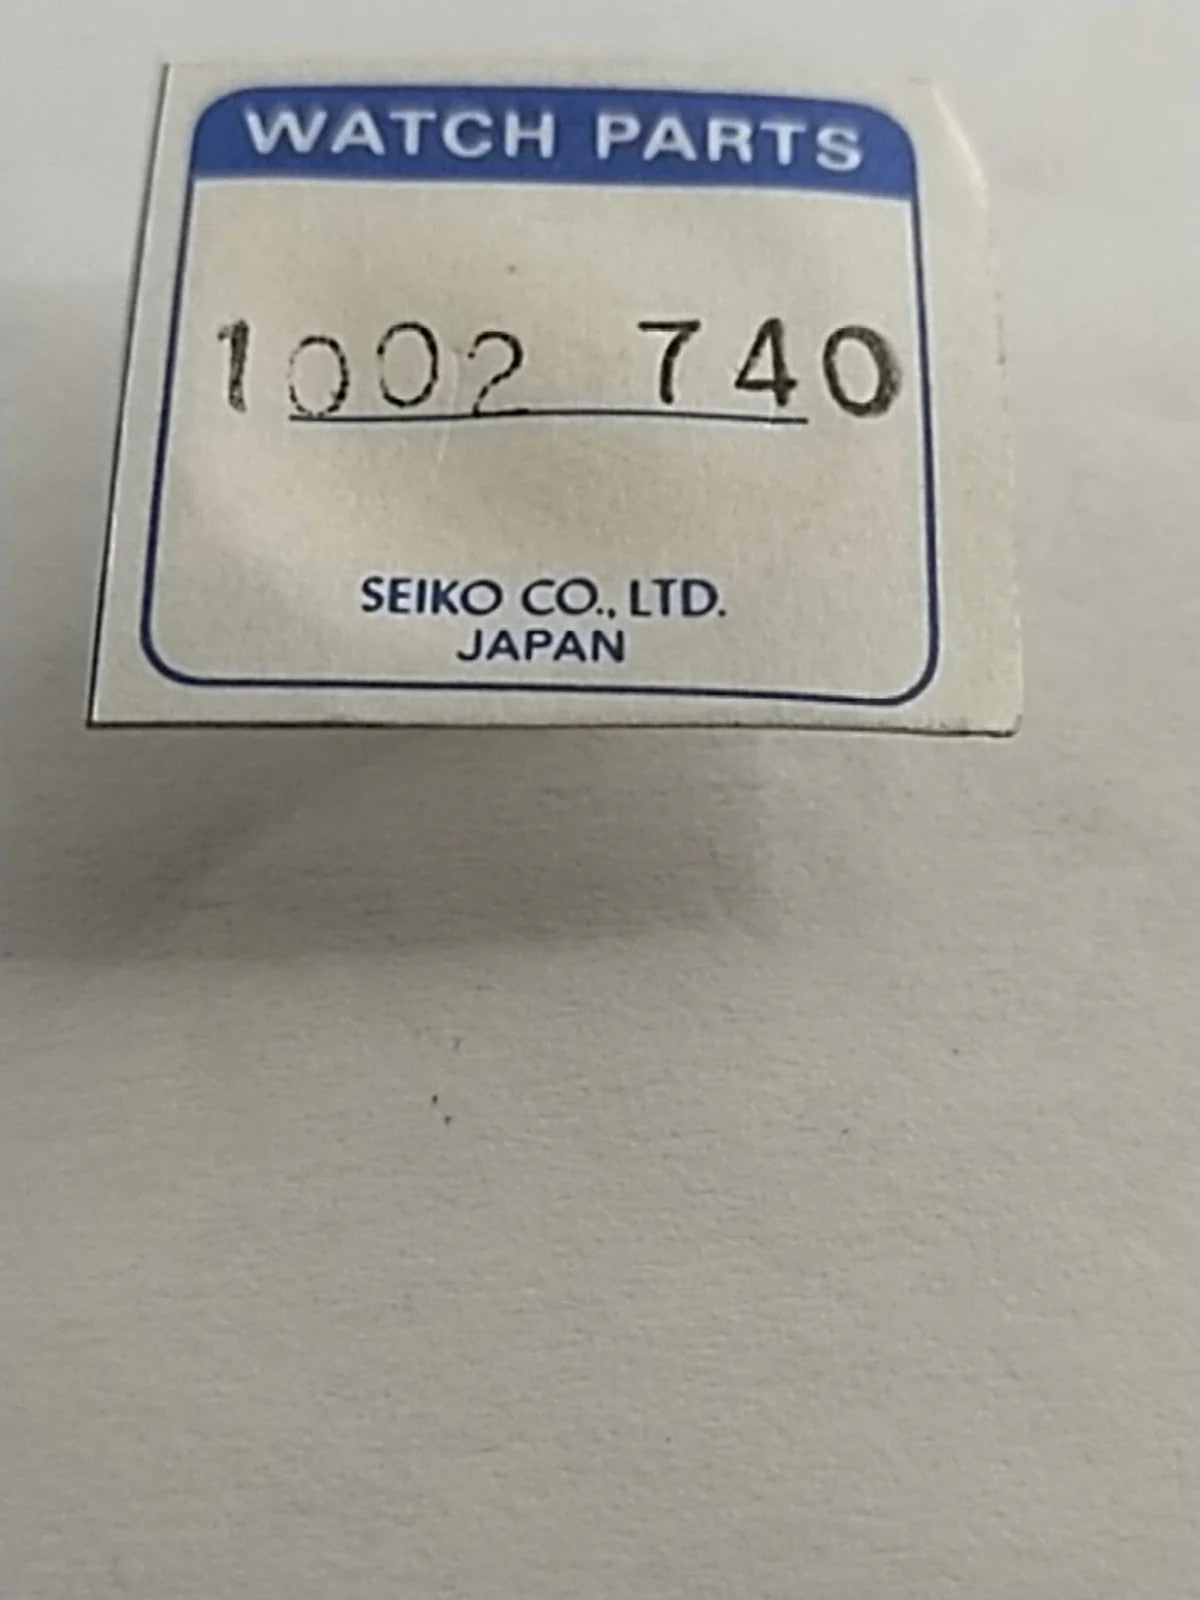 WATCH PARTS
1002 740
SEIKO CO., LTD.
JAPAN